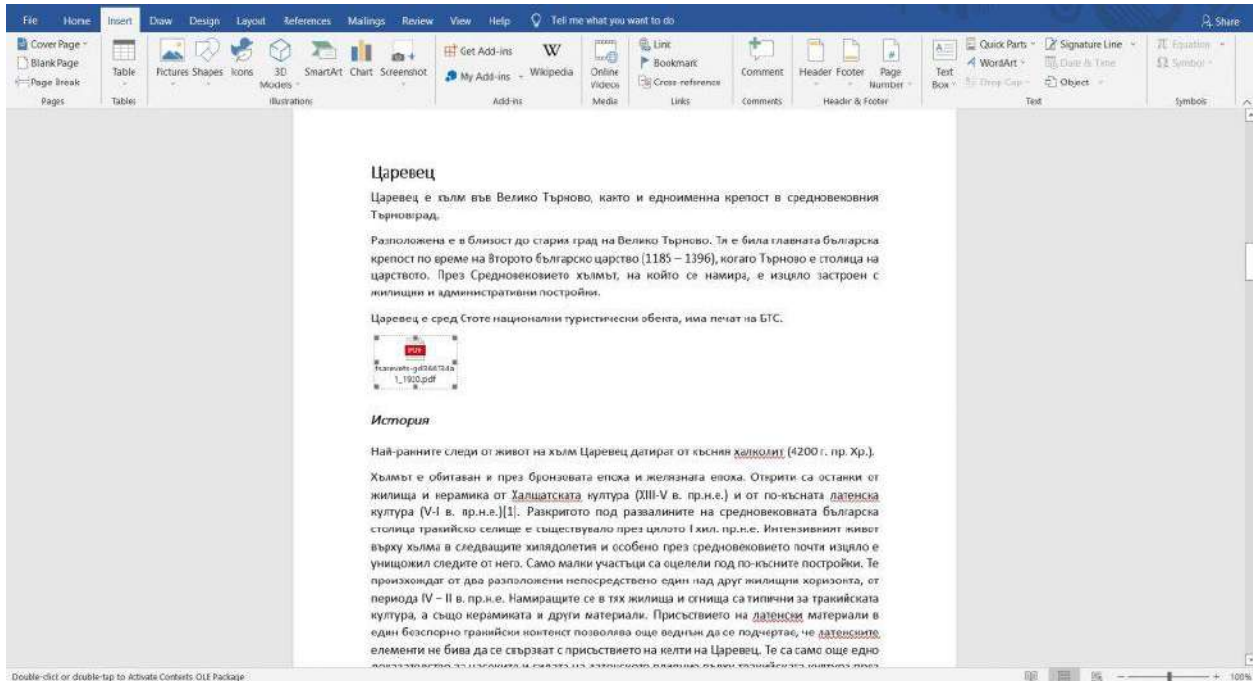 File Home Insert Draw Design Layout References Mailings Review View Help Tell me what you want to do Share
Cover Page
Blank Page
Page Break
Pages
Table
Tables
Pictures Shapes Icons 3D Models SmartArt Chart Screenshot
Illustrations
Get Add-ins
My Add-ins
Wikipedia
Add-ins
Online Videos
Media
Link
Bookmark
Cross-reference
Links
Comment
Comments
Header Footer Page Number
Header & Footer
Text Box
Quick Parts
WordArt
Drop Cap
Signature Line
Date & Time
Object
Text
Equation
Symbol
Symbols
Царевец
Царевец е хълм във Велико Търново, както и едноименна крепост в средновековния
Търновград.
Разположена е в близост до стария град на Велико Търново. Тя е била главната българска
крепост по време на Второто българско царство (1185 – 1396), когато Търново е столица на
царството. През Средновековието хълмът, на който се намира, е изцяло застроен с
жилищни и административни постройки.
Царевец е сред Стоте национални туристически обекта, има печат на БТС.
PDF
1_1920.pdf
История
Най-ранните следи от живот на хълм Царевец датират от късния халколит (4200 г. пр. Хр.).
Хълмът е обитаван и през бронзовата епоха и желязната епоха. Открити са останки от
жилища и керамика от Халщатската култура (XIII-V в. пр.н.е.) и от по-късната латенска
култура (V-I в. пр.н.е.)[1]. Разкритото под развалините на средновековната българска
столица тракийско селище е съществувало през цялото I хил. пр.н.е. Интензивният живот
върху хълма в следващите хилядолетия и особено през средновековието почти изцяло е
унищожил следите от него. Само малки участъци са оцелели под по-късните постройки. Те
произхождат от два разположени непосредствено един над друг жилищни хоризонта, от
периода IV – II в. пр.н.е. Намиращите се в тях жилища и огнища са типични за тракийската
култура, а също керамиката и други материали. Присъствието на латенски материали в
един безспорно тракийски контекст позволява още веднъж да се подчертае, че латенските
елементи не бива да се свързват с присъствието на келти на Царевец. Те са само още едно
Double-click or double-tap to Activate Contents OLE Package
100%